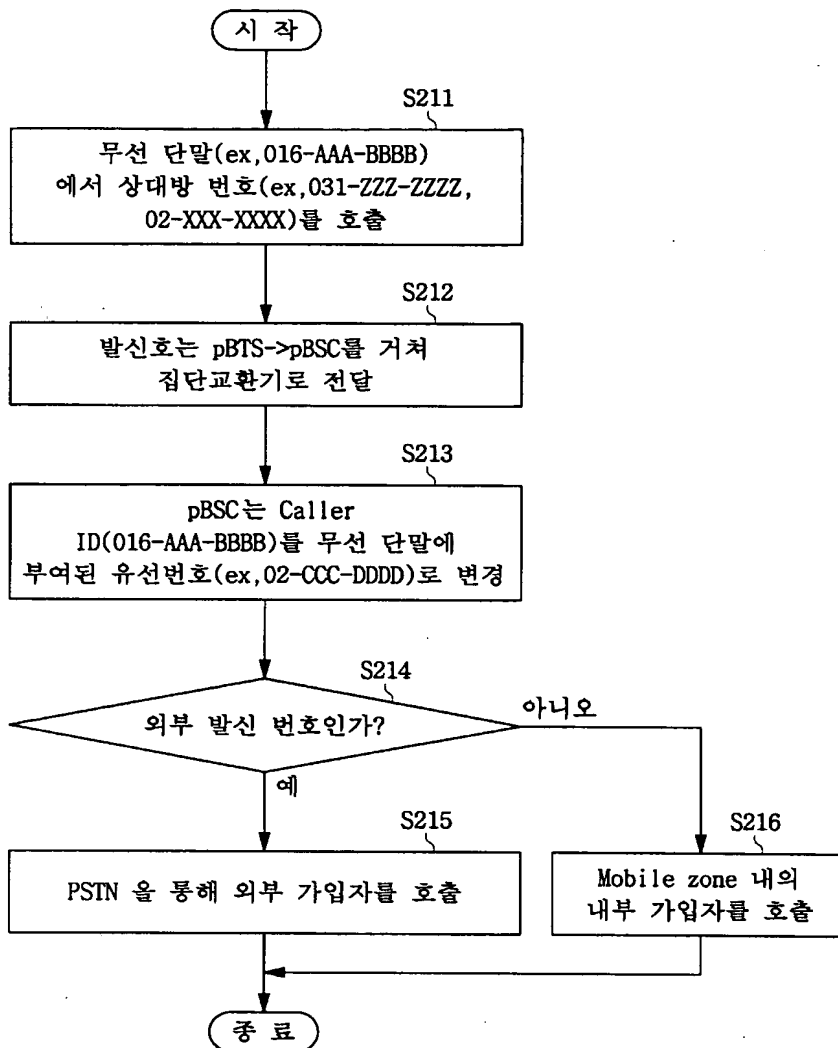 시 작
S211
무선 단말(ex,016-AAA-BBBB)
에서 상대방 번호(ex,031-ZZZ-ZZZZ,
02-XXX-XXXX)를 호출
S212
발신호는 pBTS->pBSC를 거쳐
집단교환기로 전달
S213
pBSC는 Caller
ID(016-AAA-BBBB)를 무선 단말에
부여된 유선번호(ex,02-CCC-DDDD)로 변경
S214
외부 발신 번호인가?
아니오
예
S215
PSTN 을 통해 외부 가입자를 호출
S216
Mobile zone 내의
내부 가입자를 호출
종 료